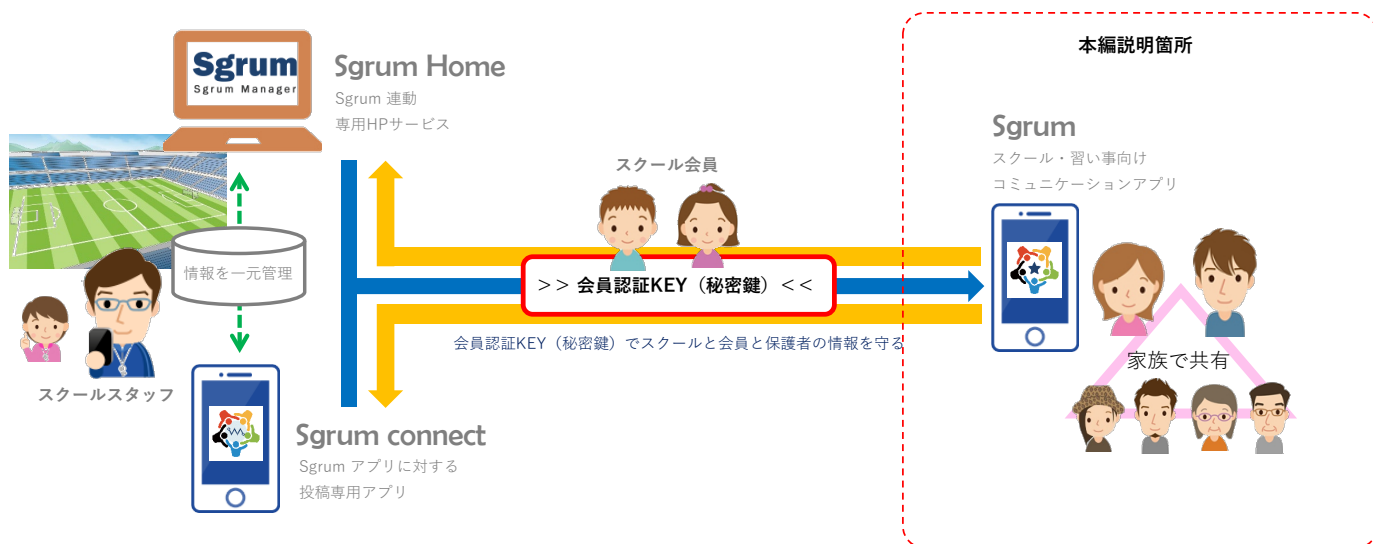 本編説明箇所
Sgrum
Sgrum Manager
Sgrum Home
Sgrum 連動
専用HPサービス
スクール会員
Sgrum
スクール・習い事向け
コミュニケーションアプリ
情報を一元管理
>> 会員認証KEY（秘密鍵）<<
会員認証KEY（秘密鍵）でスクールと会員と保護者の情報を守る
家族で共有
スクールスタッフ
Sgrum connect
Sgrum アプリに対する
投稿専用アプリ